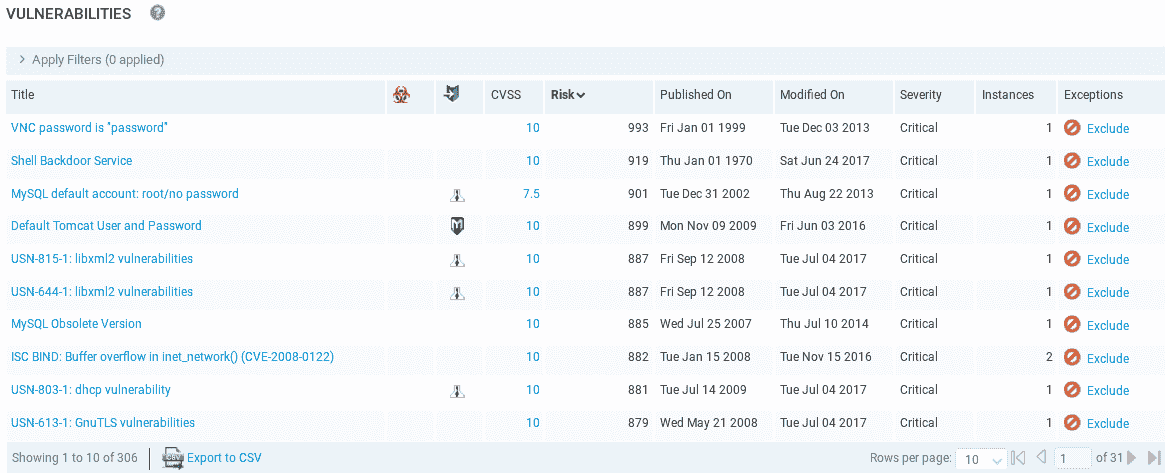 VULNERABILITIES ?
> Apply Filters (0 applied)
Title CVSS Risk Published On Modified On Severity Instances Exceptions
VNC password is "password" 10 993 Fri Jan 01 1999 Tue Dec 03 2013 Critical 1 Exclude
Shell Backdoor Service 10 919 Thu Jan 01 1970 Sat Jun 24 2017 Critical 1 Exclude
MySQL default account: root/no password 7.5 901 Tue Dec 31 2002 Thu Aug 22 2013 Critical 1 Exclude
Default Tomcat User and Password M 10 899 Mon Nov 09 2009 Fri Jun 03 2016 Critical 1 Exclude
USN-815-1: libxml2 vulnerabilities 10 887 Fri Sep 12 2008 Tue Jul 04 2017 Critical 1 Exclude
USN-644-1: libxml2 vulnerabilities 10 887 Fri Sep 12 2008 Tue Jul 04 2017 Critical 1 Exclude
MySQL Obsolete Version 10 885 Wed Jul 25 2007 Thu Jul 10 2014 Critical 1 Exclude
ISC BIND: Buffer overflow in inet_network() (CVE-2008-0122) 10 882 Tue Jan 15 2008 Tue Nov 15 2016 Critical 2 Exclude
USN-803-1: dhcp vulnerability 10 881 Tue Jul 14 2009 Tue Jul 04 2017 Critical 1 Exclude
USN-613-1: GnuTLS vulnerabilities 10 879 Wed May 21 2008 Tue Jul 04 2017 Critical 1 Exclude
Showing 1 to 10 of 306 CSV Export to CSV Rows per page: 10 1 of 31